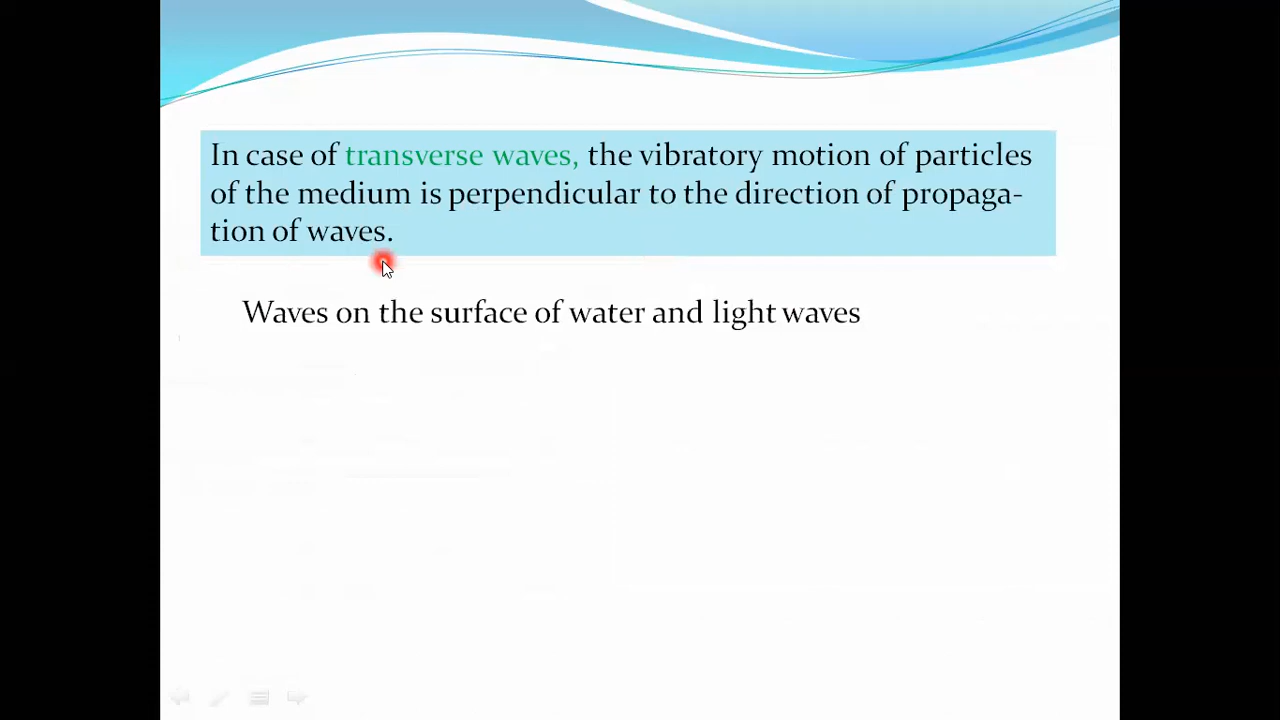 In case of transverse waves, the vibratory motion of particles
of the medium is perpendicular to the direction of propaga-
tion of waves.
Waves on the surface of water and light waves